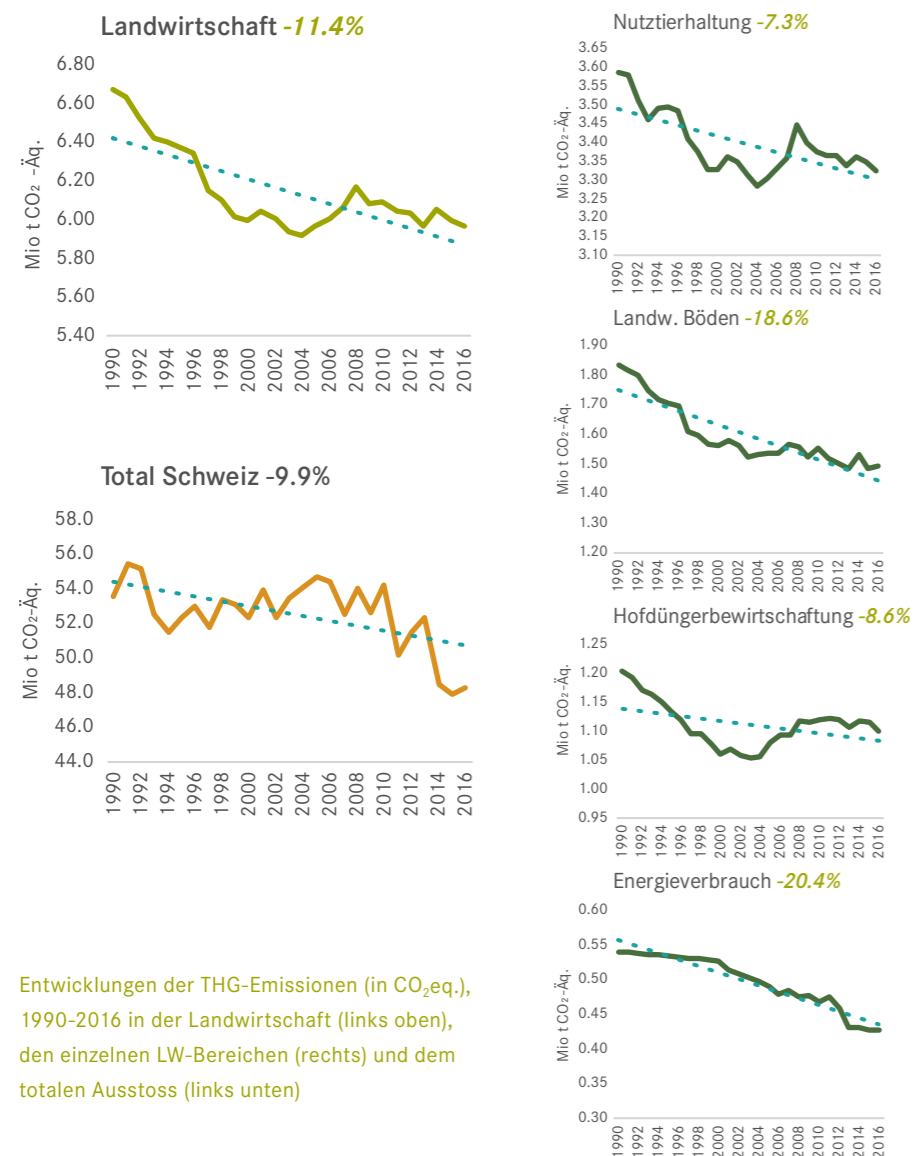 Landwirtschaft -11.4%
Mio t CO₂ -Äq.
6.80
6.60
6.40
6.20
6.00
5.80
5.60
5.40
1990 1992 1994 1996 1998 2000 2002 2004 2006 2008 2010 2012 2014 2016
Total Schweiz -9.9%
Mio t CO₂-Äq.
58.0
56.0
54.0
52.0
50.0
48.0
46.0
44.0
1990 1992 1994 1996 1998 2000 2002 2004 2006 2008 2010 2012 2014 2016
Entwicklungen der THG-Emissionen (in CO₂eq.),
1990-2016 in der Landwirtschaft (links oben),
den einzelnen LW-Bereichen (rechts) und dem
totalen Ausstoss (links unten)
Nutztierhaltung -7.3%
Mio t CO₂-Äq.
3.65
3.60
3.55
3.50
3.45
3.40
3.35
3.30
3.25
3.20
3.15
3.10
1990 1992 1994 1996 1998 2000 2002 2004 2006 2008 2010 2012 2014 2016
Landw. Böden -18.6%
Mio t CO₂-Äq.
1.90
1.80
1.70
1.60
1.50
1.40
1.30
1.20
1990 1992 1994 1996 1998 2000 2002 2004 2006 2008 2010 2012 2014 2016
Hofdüngerbewirtschaftung -8.6%
Mio t CO₂-Äq.
1.25
1.20
1.15
1.10
1.05
1.00
0.95
1990 1992 1994 1996 1998 2000 2002 2004 2006 2008 2010 2012 2014 2016
Energieverbrauch -20.4%
Mio t CO₂-Äq.
0.60
0.55
0.50
0.45
0.40
0.35
0.30
1990 1992 1994 1996 1998 2000 2002 2004 2006 2008 2010 2012 2014 2016